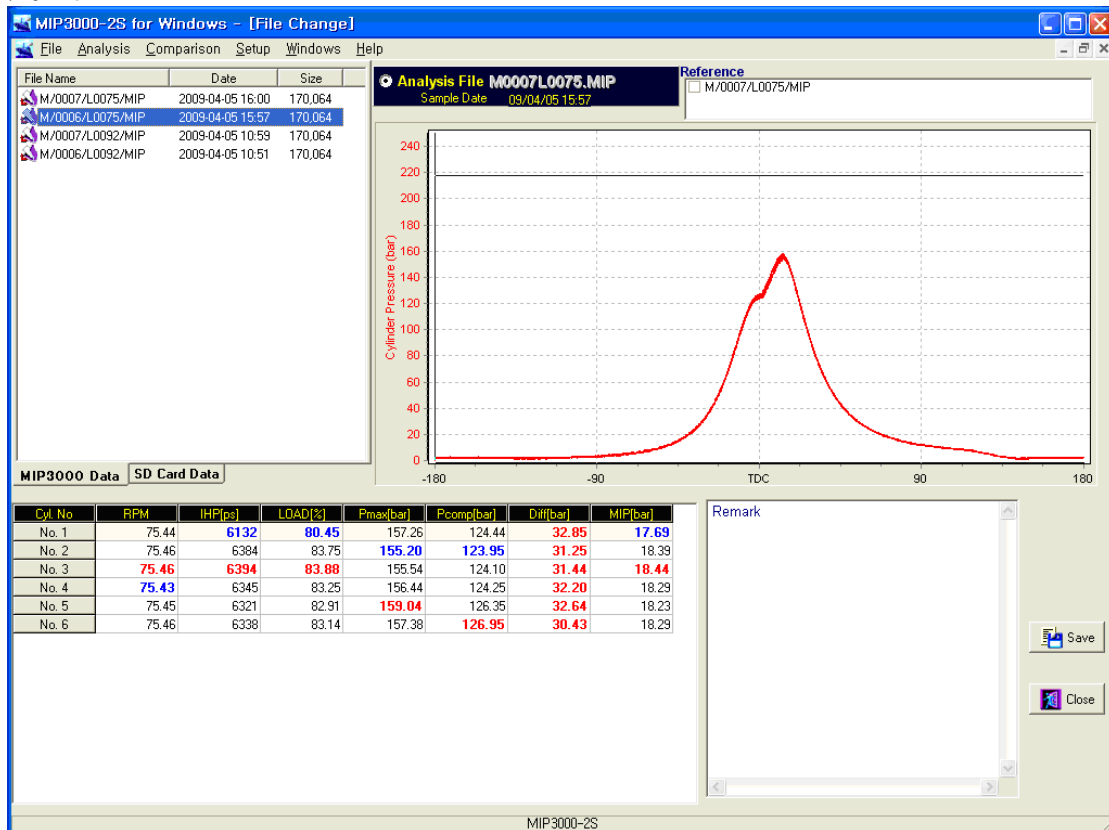 MIP3000-2S for Windows - [File Change]
File Analysis Comparison Setup Windows Help
File Name Date Size
M/0007/L0075/MIP 2009-04-05 16:00 170,064
M/0006/L0075/MIP 2009-04-05 15:57 170,064
M/0007/L0092/MIP 2009-04-05 10:59 170,064
M/0006/L0092/MIP 2009-04-05 10:51 170,064
MIP3000 Data SD Card Data
Analysis File M0007L0075.MIP
Sample Date 09/04/05 15:57
Reference
M/0007/L0075/MIP
Cylinder Pressure (bar)
240
220
200
180
160
140
120
100
80
60
40
20
0
-180 -90 TDC 90 180
Cyl. No RPM IHP[ps] LOAD[%] Pmax[bar] Pcomp[bar] Diff[bar] MIP[bar]
No. 1 75.44 6132 80.45 157.26 124.44 32.85 17.69
No. 2 75.46 6384 83.75 155.20 123.95 31.25 18.39
No. 3 75.46 6394 83.88 155.54 124.10 31.44 18.44
No. 4 75.43 6345 83.25 156.44 124.25 32.20 18.29
No. 5 75.45 6321 82.91 159.04 126.35 32.64 18.23
No. 6 75.46 6338 83.14 157.38 126.95 30.43 18.29
Remark
Save
Close
MIP3000-2S